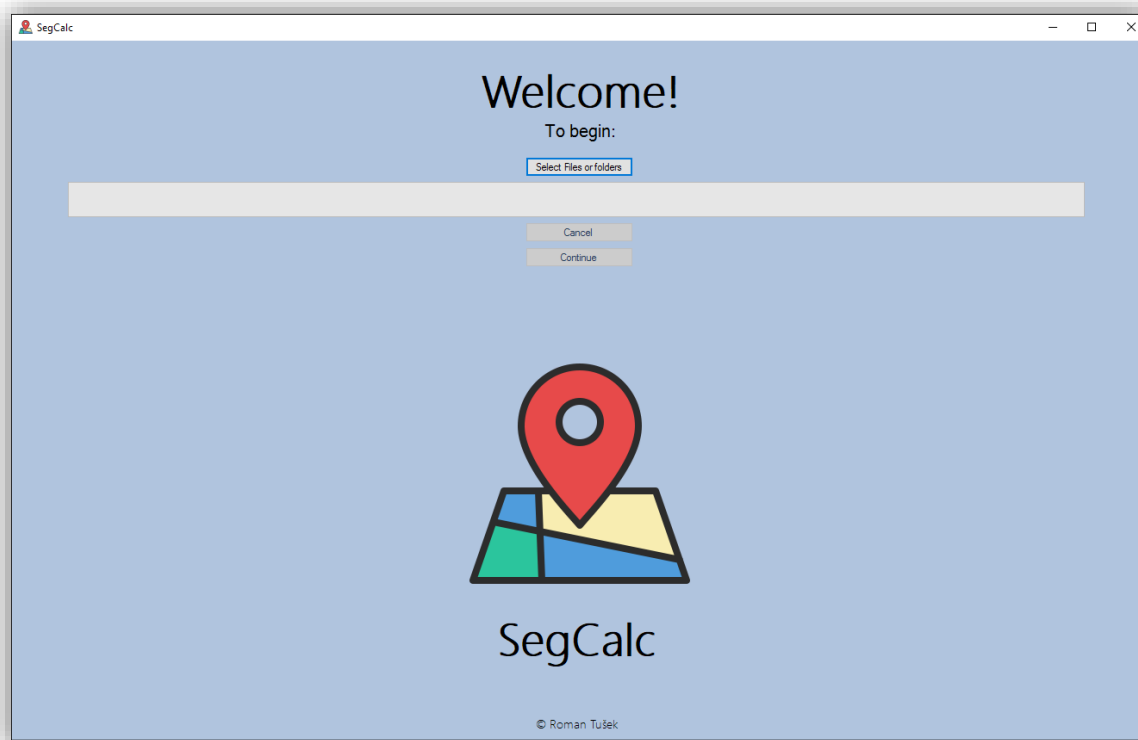 SegCalc
Welcome!
To begin:
Select Files or folders
Cancel
Continue
SegCalc
© Roman Tušek